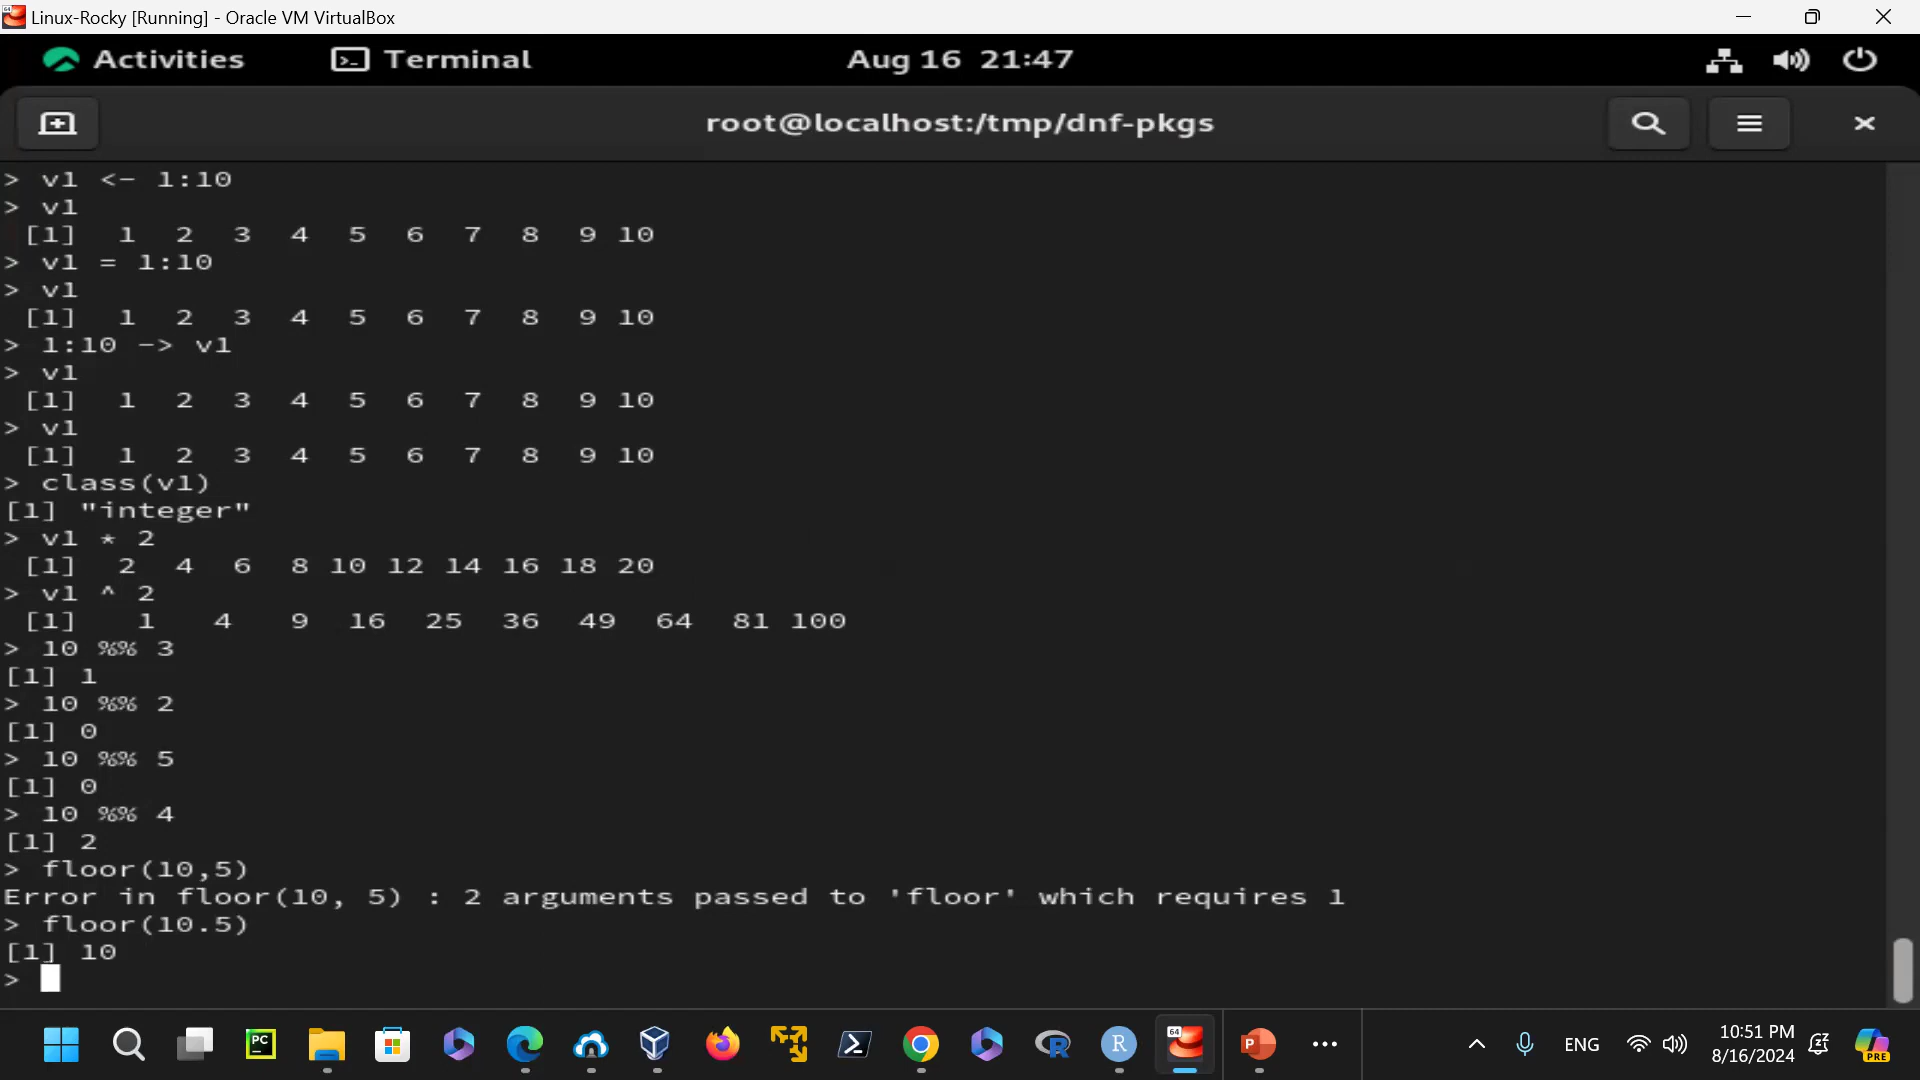 Linux-Rocky [Running] - Oracle VM VirtualBox
Activities Terminal Aug 16 21:47
root@localhost:/tmp/dnf-pkgs
> v1 <- 1:10
> v1
[1] 1 2 3 4 5 6 7 8 9 10
> v1 = 1:10
> v1
[1] 1 2 3 4 5 6 7 8 9 10
> 1:10 -> v1
> v1
[1] 1 2 3 4 5 6 7 8 9 10
> v1
[1] 1 2 3 4 5 6 7 8 9 10
> class(v1)
[1] "integer"
> v1 * 2
[1] 2 4 6 8 10 12 14 16 18 20
> v1 ^ 2
[1] 1 4 9 16 25 36 49 64 81 100
> 10 %% 3
[1] 1
> 10 %% 2
[1] 0
> 10 %% 5
[1] 0
> 10 %% 4
[1] 2
> floor(10,5)
Error in floor(10, 5) : 2 arguments passed to 'floor' which requires 1
> floor(10.5)
[1] 10
>
ENG 10:51 PM
8/16/2024